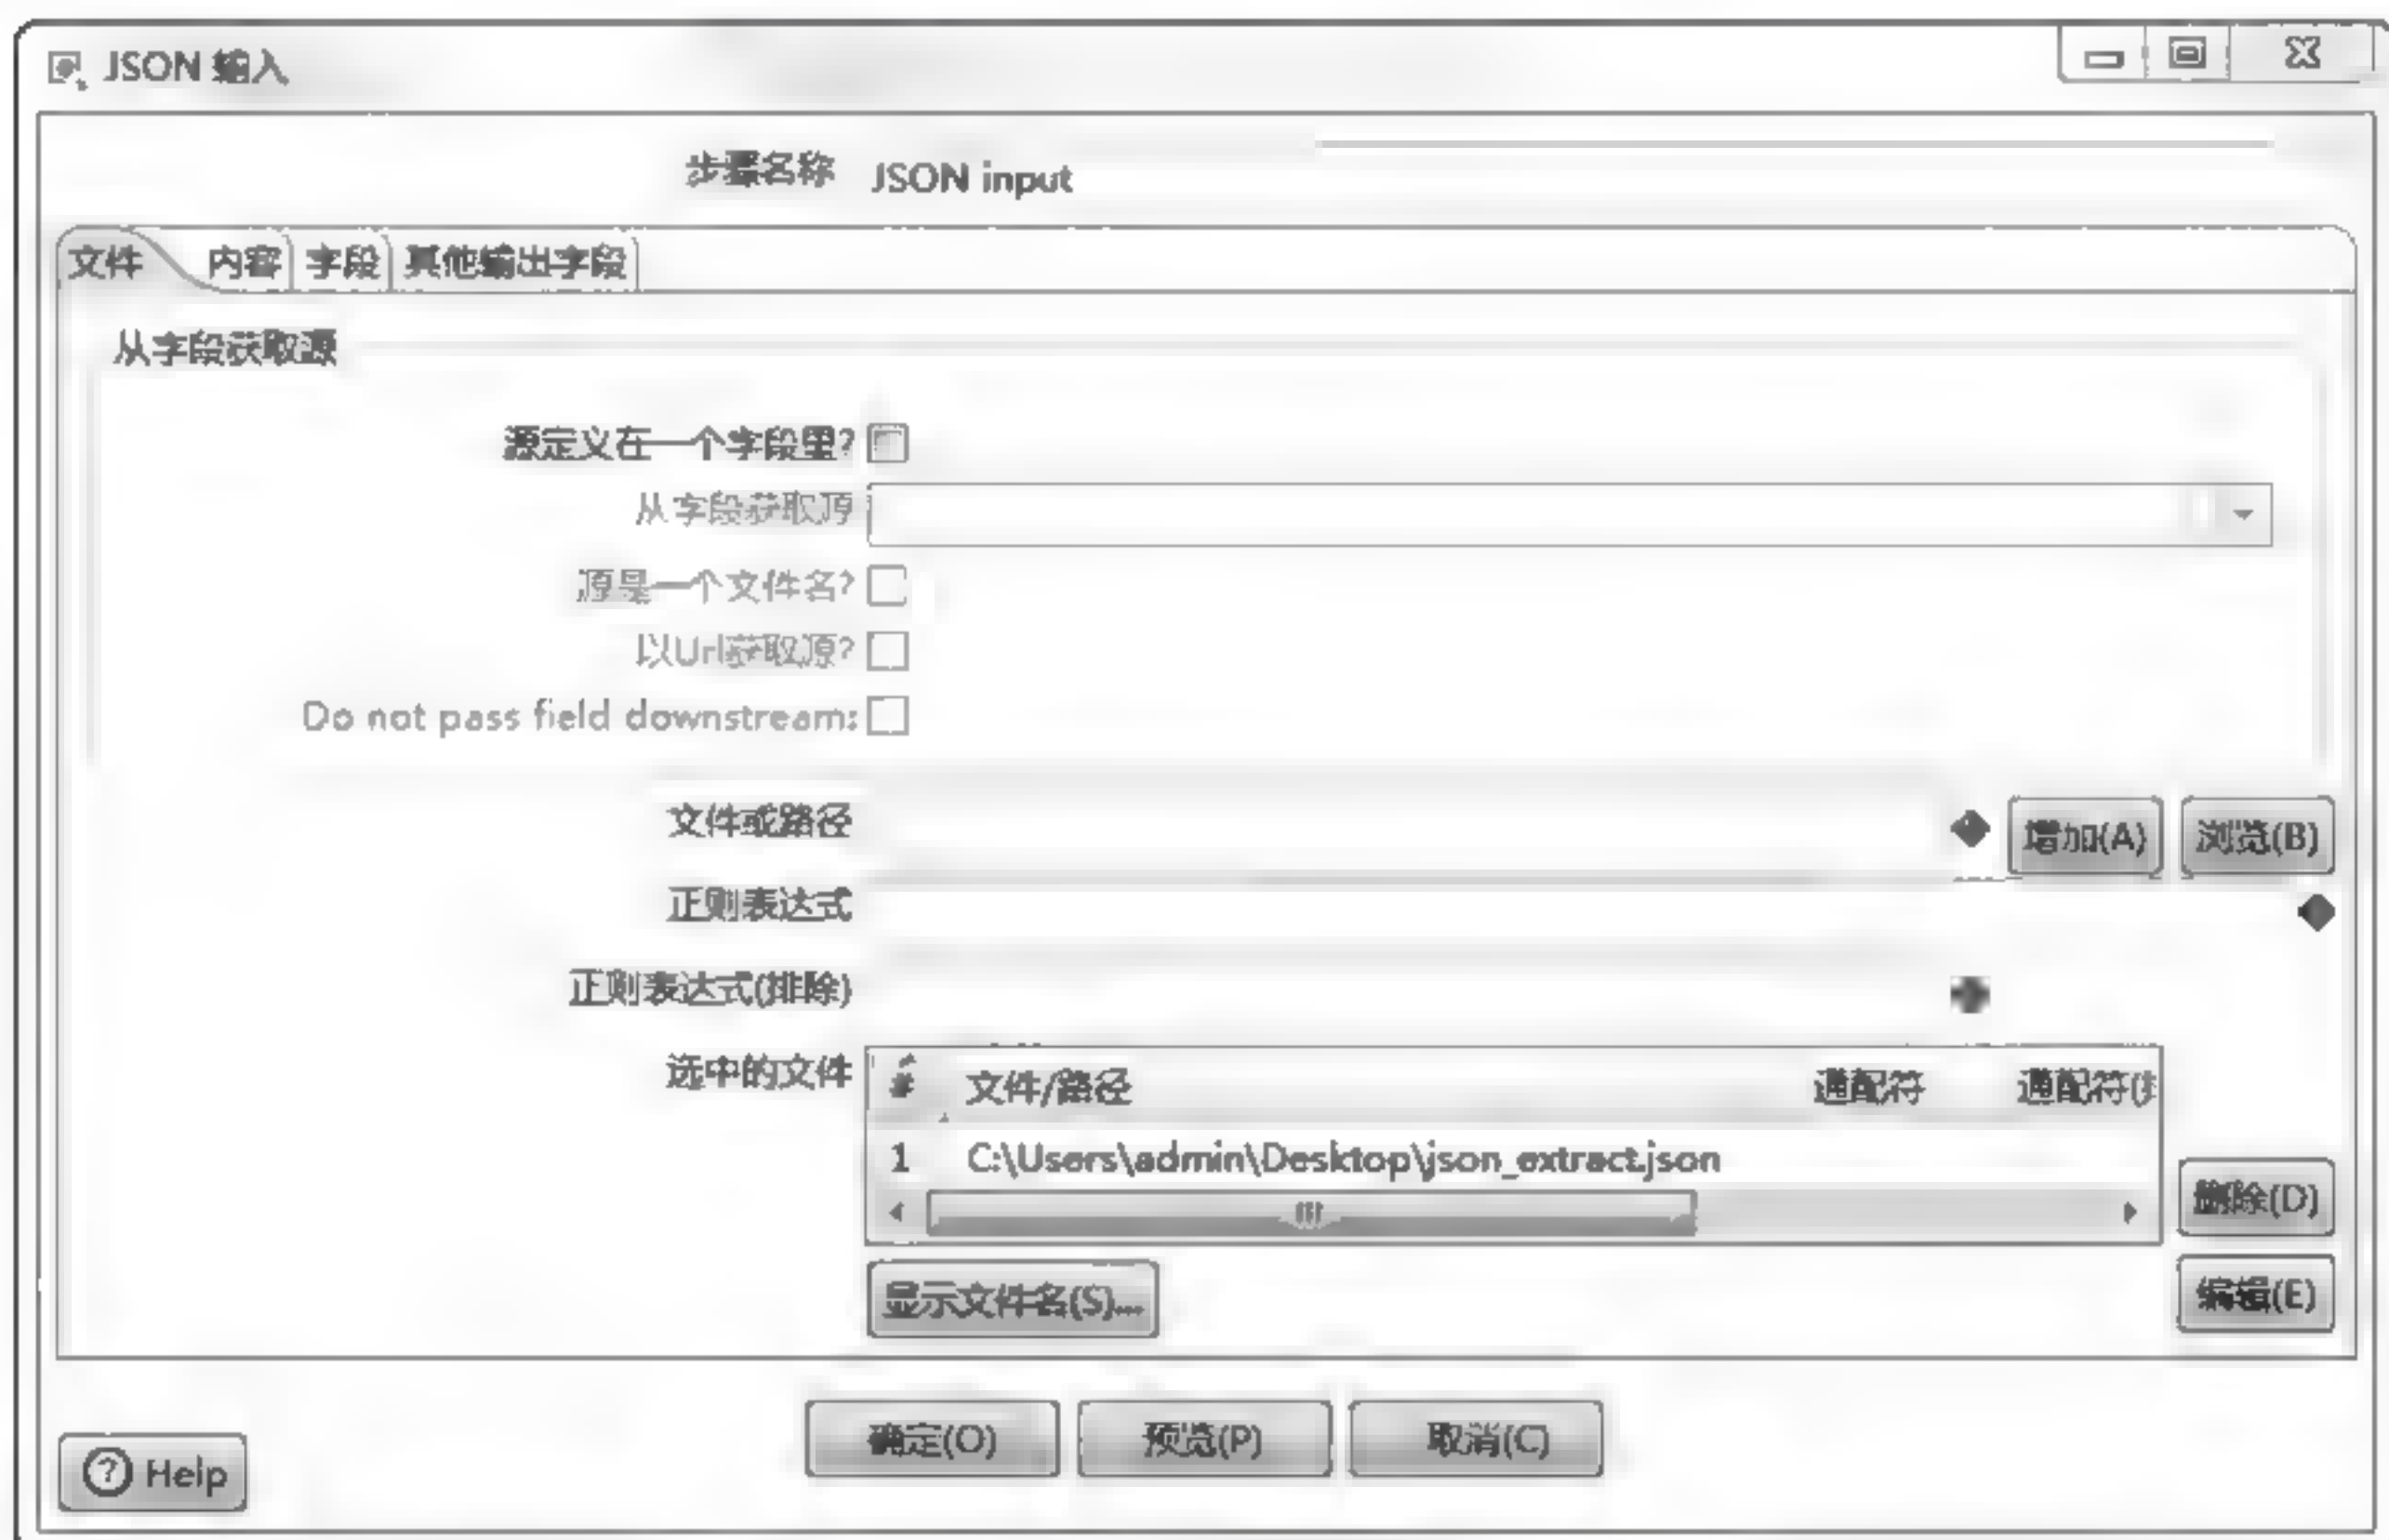 JSON 输入
步骤名称 JSON input
文件 内容 字段 其他输出字段
从字段获取源
源定义在一个字段里?
从字段获取源
源是一个文件名?
以Url获取源?
Do not pass field downstream:
文件或路径 增加(A) 浏览(B)
正则表达式
正则表达式(排除)
选中的文件 # 文件/路径 通配符 通配符(排
1 C:\Users\admin\Desktop\json_extract.json
删除(D)
显示文件名(S)... 编辑(E)
确定(O) 预览(P) 取消(C)
Help